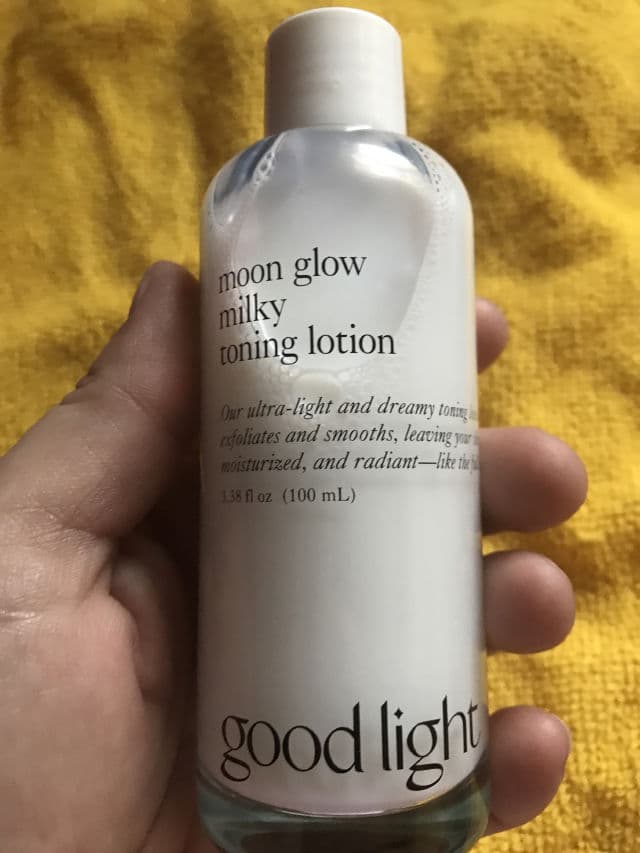 moon glow
milky
toning lotion
Our ultra-light and dreamy toning
exfoliates and smooths, leaving your
moisturized, and radiant—like the
3.38 fl oz (100 mL)
good light